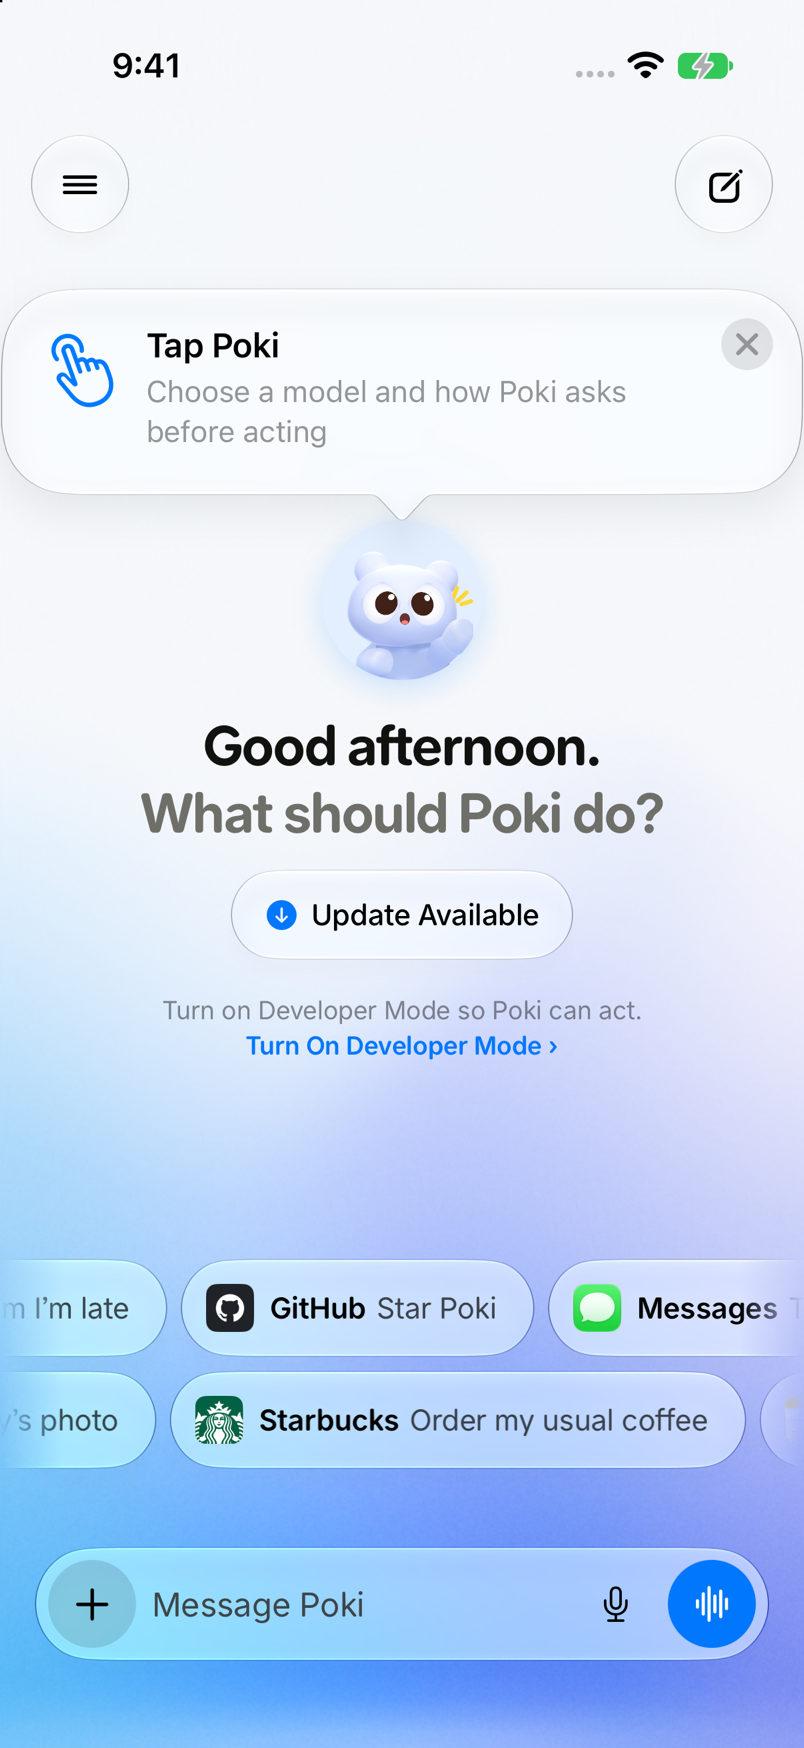 9:41
Tap Poki
Choose a model and how Poki asks
before acting
Good afternoon.
What should Poki do?
Update Available
Turn on Developer Mode so Poki can act.
Turn On Developer Mode ›
I’m late
GitHub Star Poki
Messages
photo
Starbucks Order my usual coffee
Message Poki